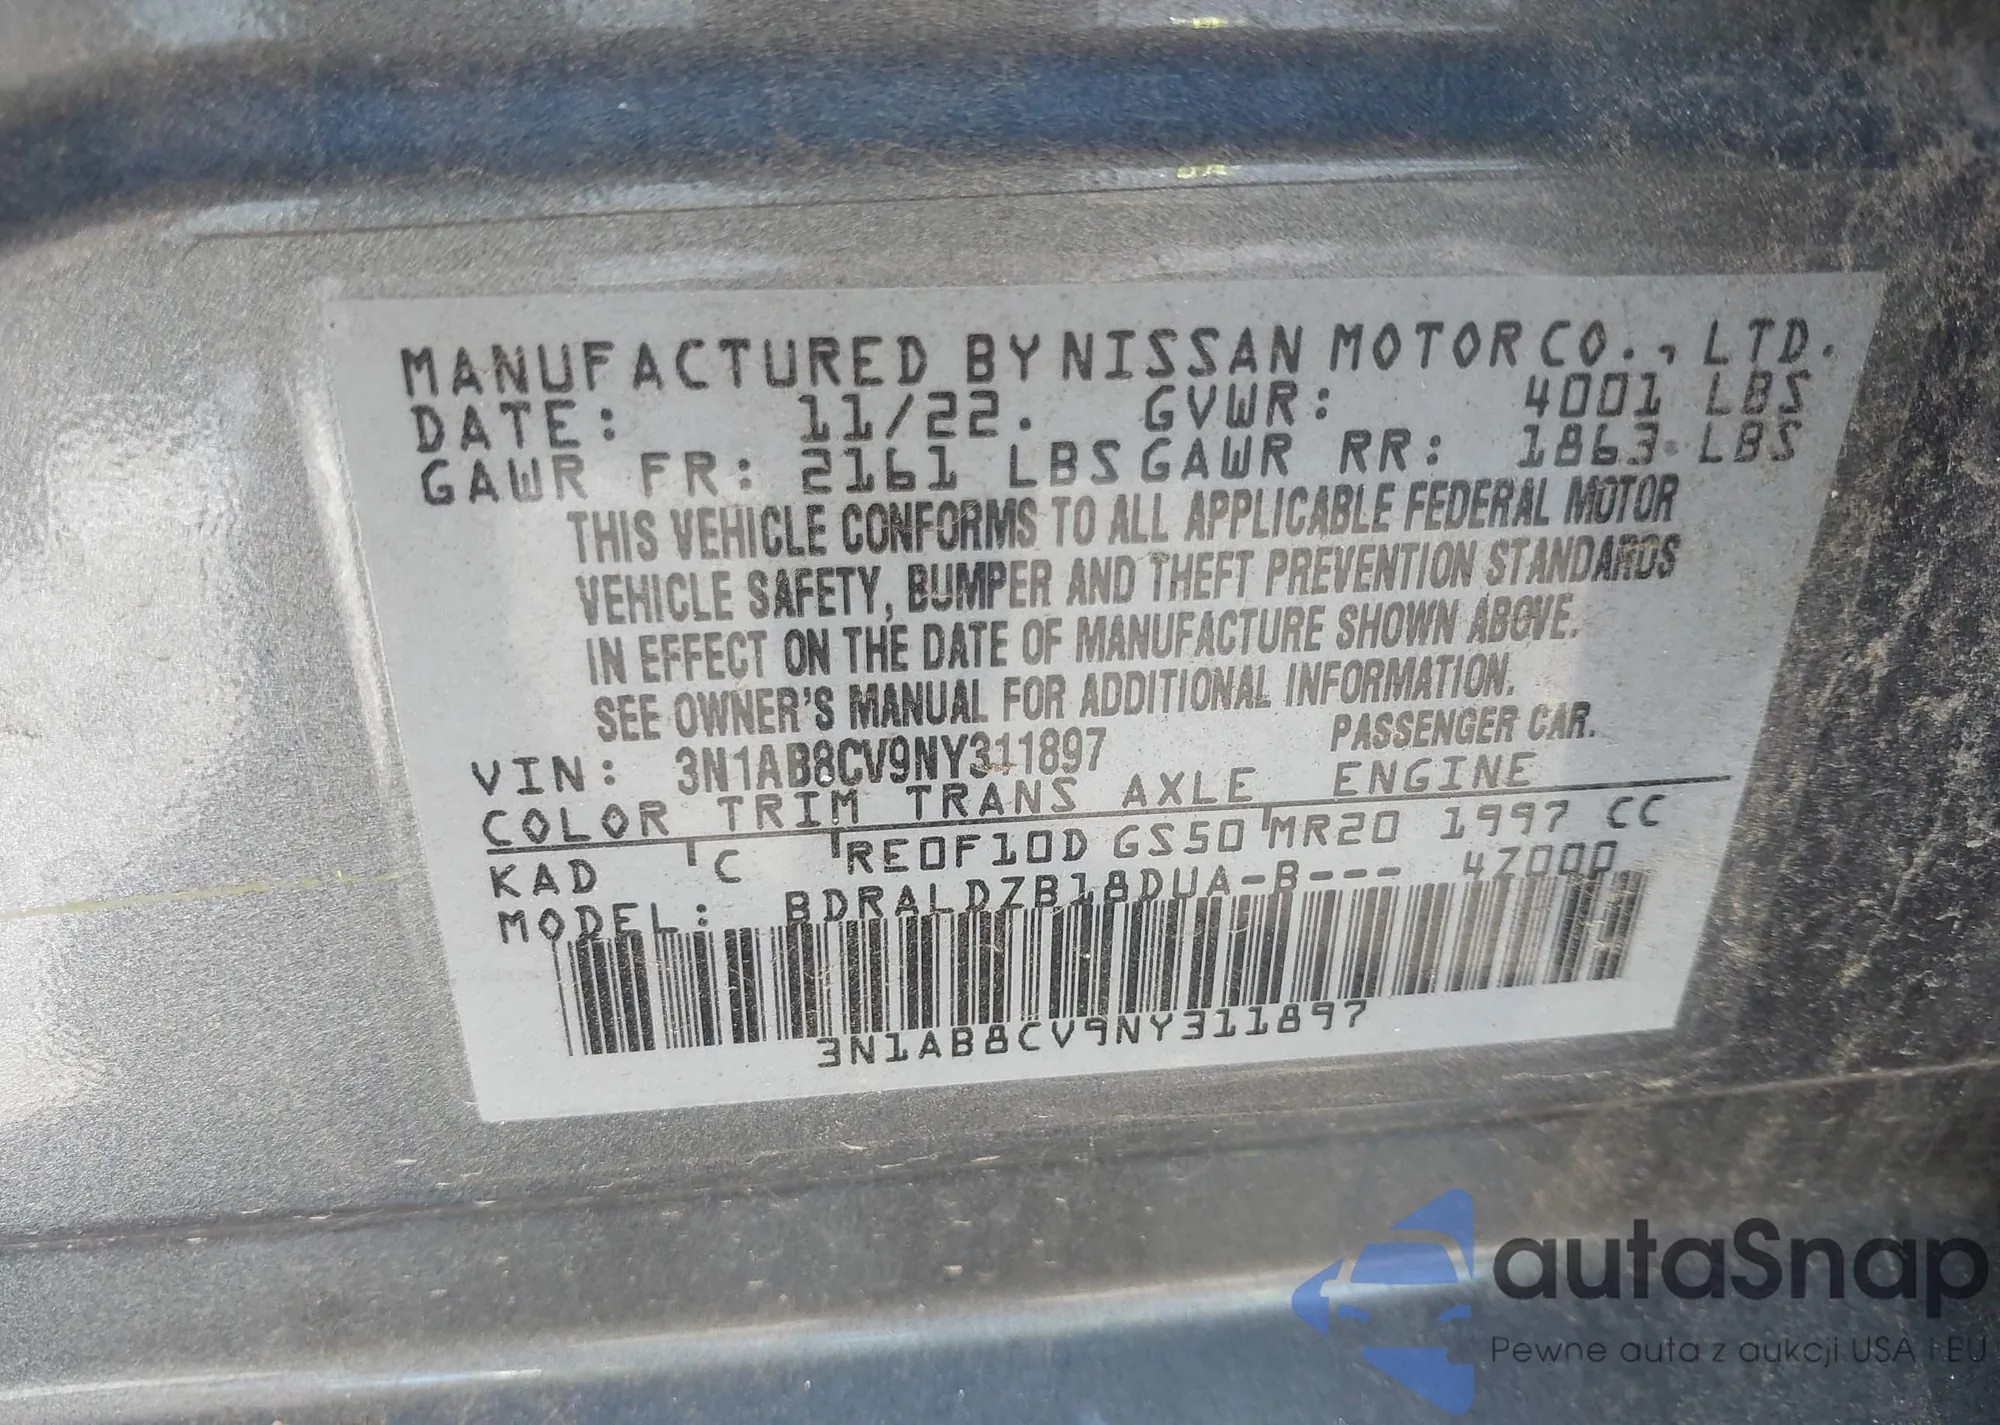 MANUFACTURED BY NISSAN MOTOR CO., LTD.
DATE: 11/22. GVWR: 4001 LBS
GAWR FR: 2161 LBS GAWR RR: 1863 LBS
THIS VEHICLE CONFORMS TO ALL APPLICABLE FEDERAL MOTOR
VEHICLE SAFETY, BUMPER AND THEFT PREVENTION STANDARDS
IN EFFECT ON THE DATE OF MANUFACTURE SHOWN ABOVE.
SEE OWNER'S MANUAL FOR ADDITIONAL INFORMATION.
VIN: 3N1AB8CV9NY311897 PASSENGER CAR.
COLOR TRIM TRANS AXLE ENGINE
KAD C RE0F10D GS50 MR20 1997 CC
MODEL: BDRALDZB18DUA-B--- 4Z000
3N1AB8CV9NY311897
autaSnap
Pewne auta z aukcji USA i EU